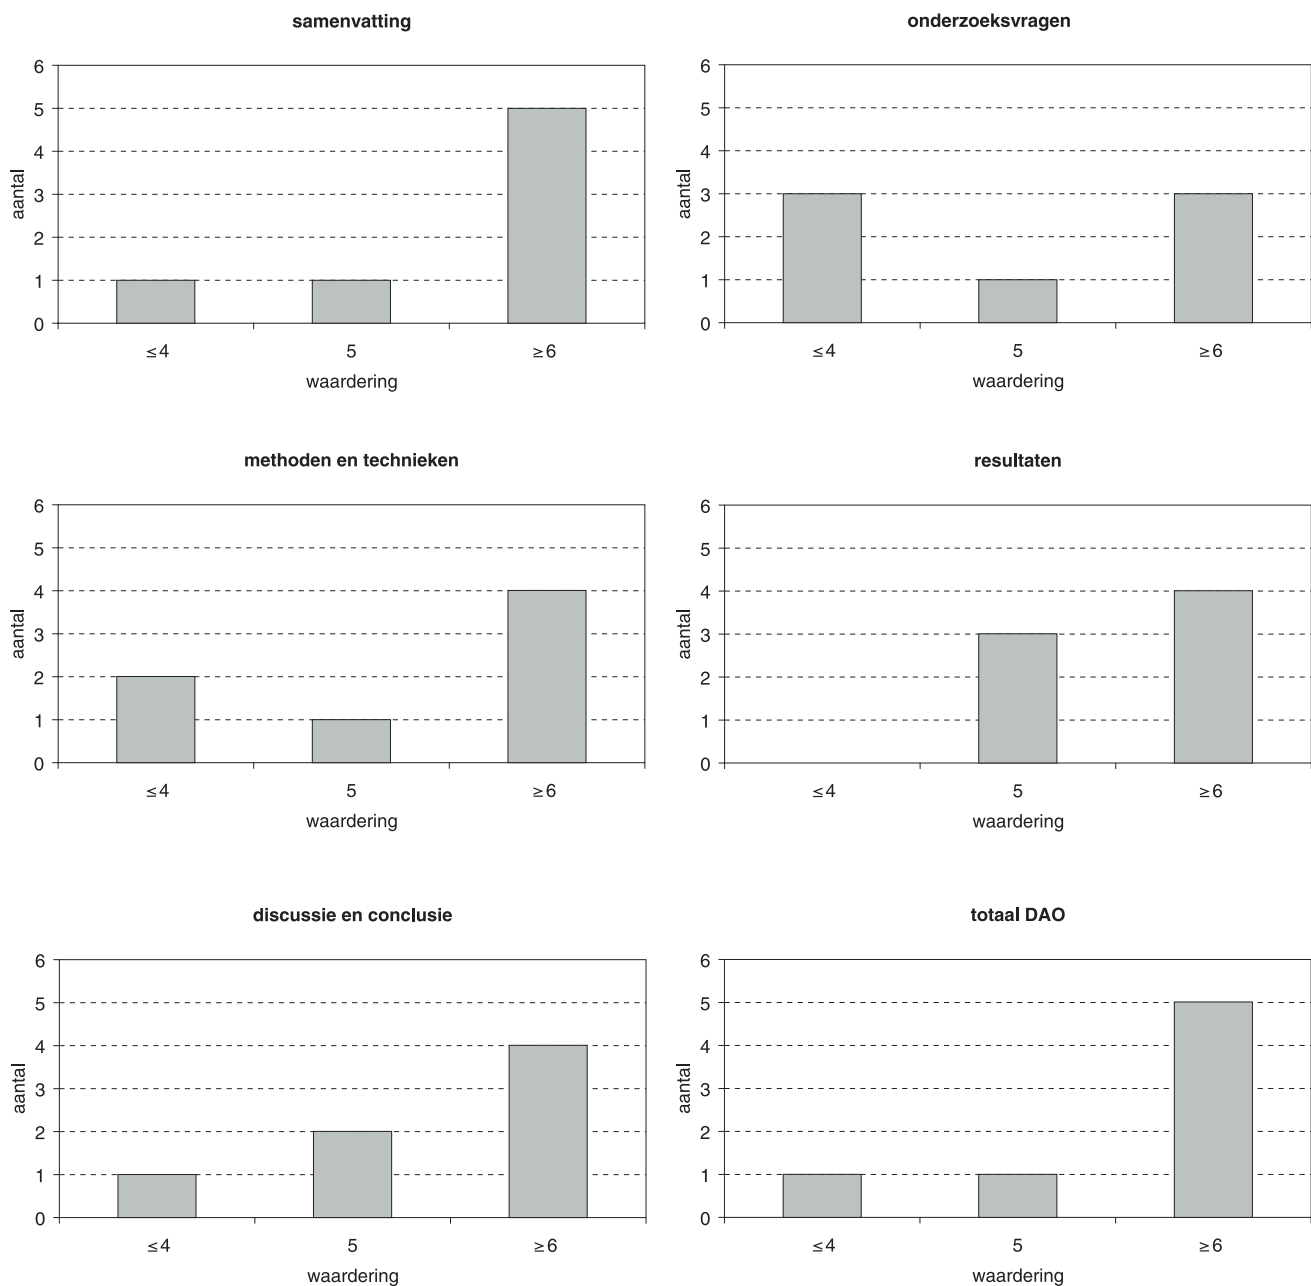 samenvatting
6
5
4
3
2
1
0
aantal
≤4 5 ≥6
waardering
onderzoeksvragen
6
5
4
3
2
1
0
aantal
≤4 5 ≥6
waardering
methoden en technieken
6
5
4
3
2
1
0
aantal
≤4 5 ≥6
waardering
resultaten
6
5
4
3
2
1
0
aantal
≤4 5 ≥6
waardering
discussie en conclusie
6
5
4
3
2
1
0
aantal
≤4 5 ≥6
waardering
totaal DAO
6
5
4
3
2
1
0
aantal
≤4 5 ≥6
waardering